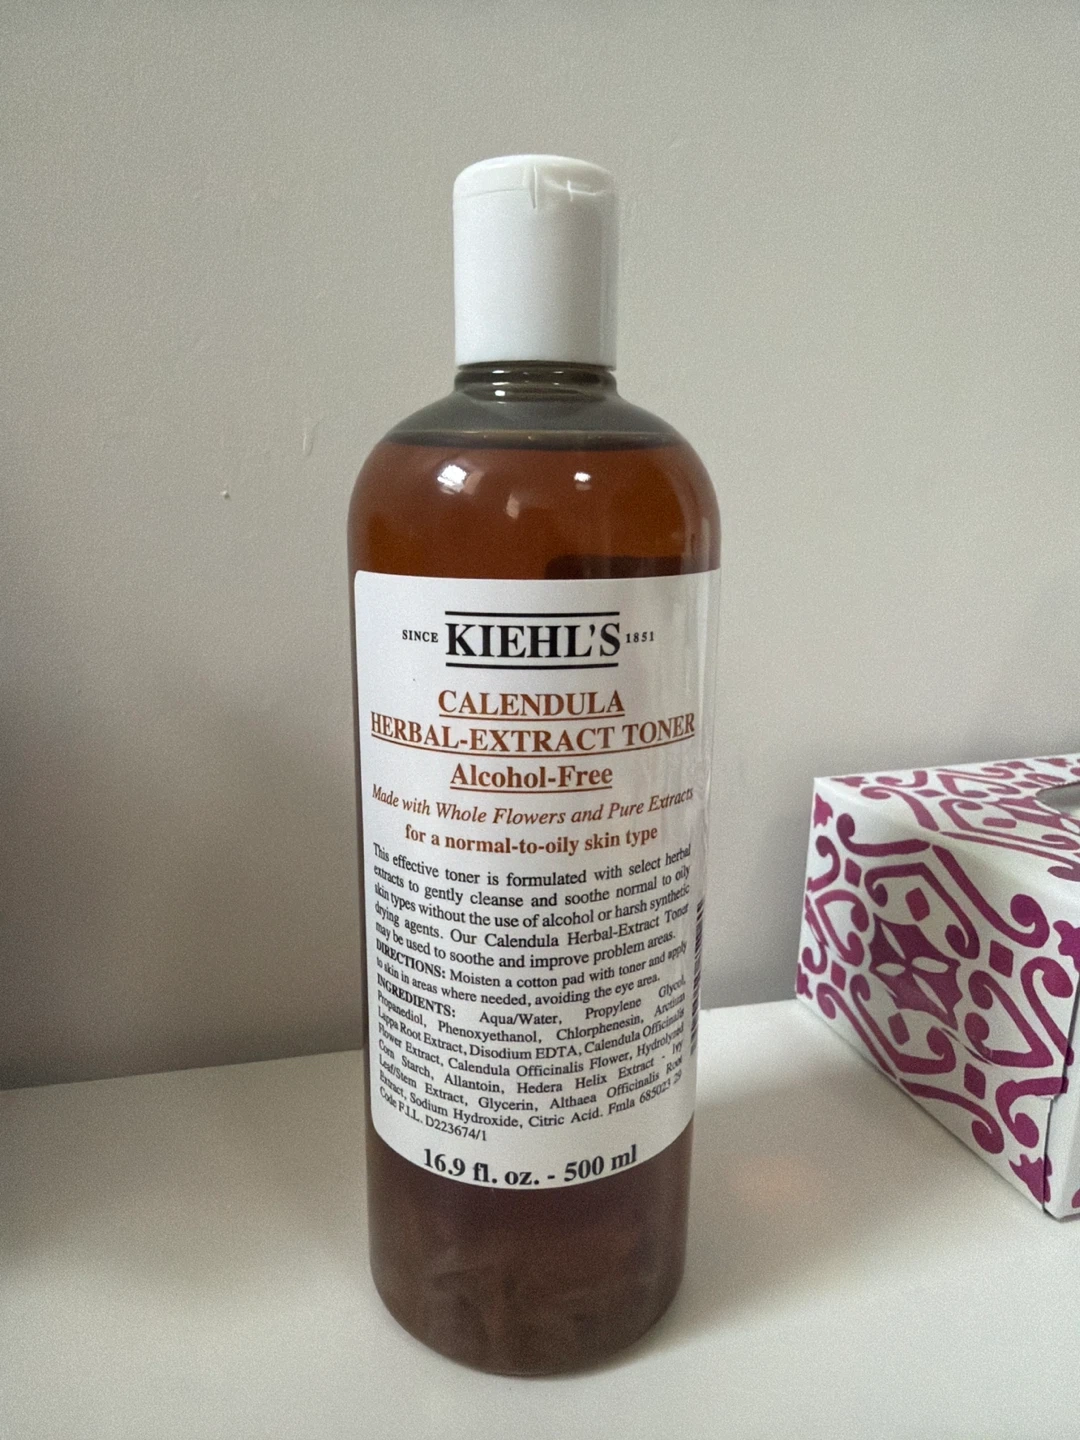 SINCE KIEHL'S 1851
CALENDULA
HERBAL-EXTRACT TONER
Alcohol-Free
Made with Whole Flowers and Pure Extracts
for a normal-to-oily skin type
This effective toner is formulated with select herbal
extracts to gently cleanse and soothe normal to oily
skin types without the use of alcohol or harsh synthetic
drying agents. Our Calendula Herbal-Extract Toner
may be used to soothe and improve problem areas.
DIRECTIONS: Moisten a cotton pad with toner and apply
to skin in areas where needed, avoiding the eye area.
INGREDIENTS: Aqua/Water, Propylene Glycol,
Propanediol, Phenoxyethanol, Chlorphenesin, Arctium
Lappa Root Extract, Disodium EDTA, Calendula Officinalis
Flower Extract, Calendula Officinalis Flower, Hydrolyzed
Corn Starch, Allantoin, Hedera Helix Extract - Ivy
Leaf/Stem Extract, Glycerin, Althaea Officinalis Root
Extract, Sodium Hydroxide, Citric Acid. Fmla 685023 29
Code F.I.L. D223674/1
16.9 fl. oz. - 500 ml